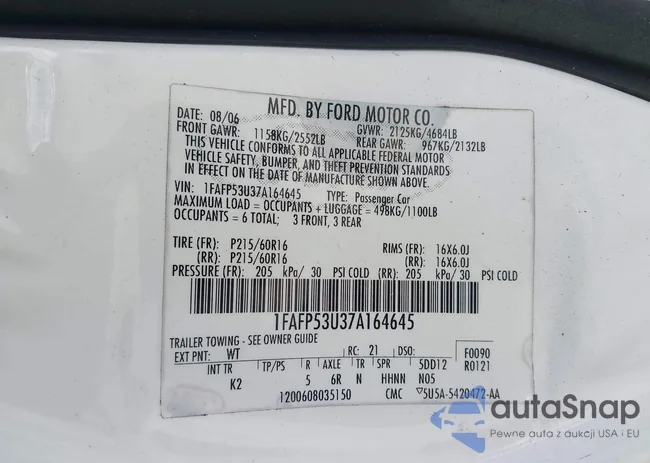 MFD. BY FORD MOTOR CO.
DATE: 08/06 GVWR: 2125KG/4684LB
FRONT GAWR: 1158KG/2552LB REAR GAWR: 967KG/2132LB
THIS VEHICLE CONFORMS TO ALL APPLICABLE FEDERAL MOTOR
VEHICLE SAFETY, BUMPER, AND THEFT PREVENTION STANDARDS
IN EFFECT ON THE DATE OF MANUFACTURE SHOWN ABOVE.
VIN: 1FAFP53U37A164645 TYPE: Passenger Car
MAXIMUM LOAD = OCCUPANTS + LUGGAGE = 498KG/1100LB
OCCUPANTS = 6 TOTAL; 3 FRONT, 3 REAR
TIRE (FR): P215/60R16 RIMS (FR): 16X6.0J
(RR): P215/60R16 (RR): 16X6.0J
PRESSURE (FR): 205 kPa/ 30 PSI COLD (RR): 205 kPa/ 30 PSI COLD
1FAFP53U37A164645
TRAILER TOWING - SEE OWNER GUIDE
EXT PNT: WT RC: 21 DSO: F0090
INT TR TP/PS R AXLE TR SPR 5DD12 R0121
K2 5 6R N HHNN N05
1200608035150 CMC 5U5A-5420472-AA
autaSnap
Pewne auta z aukcji USA i EU